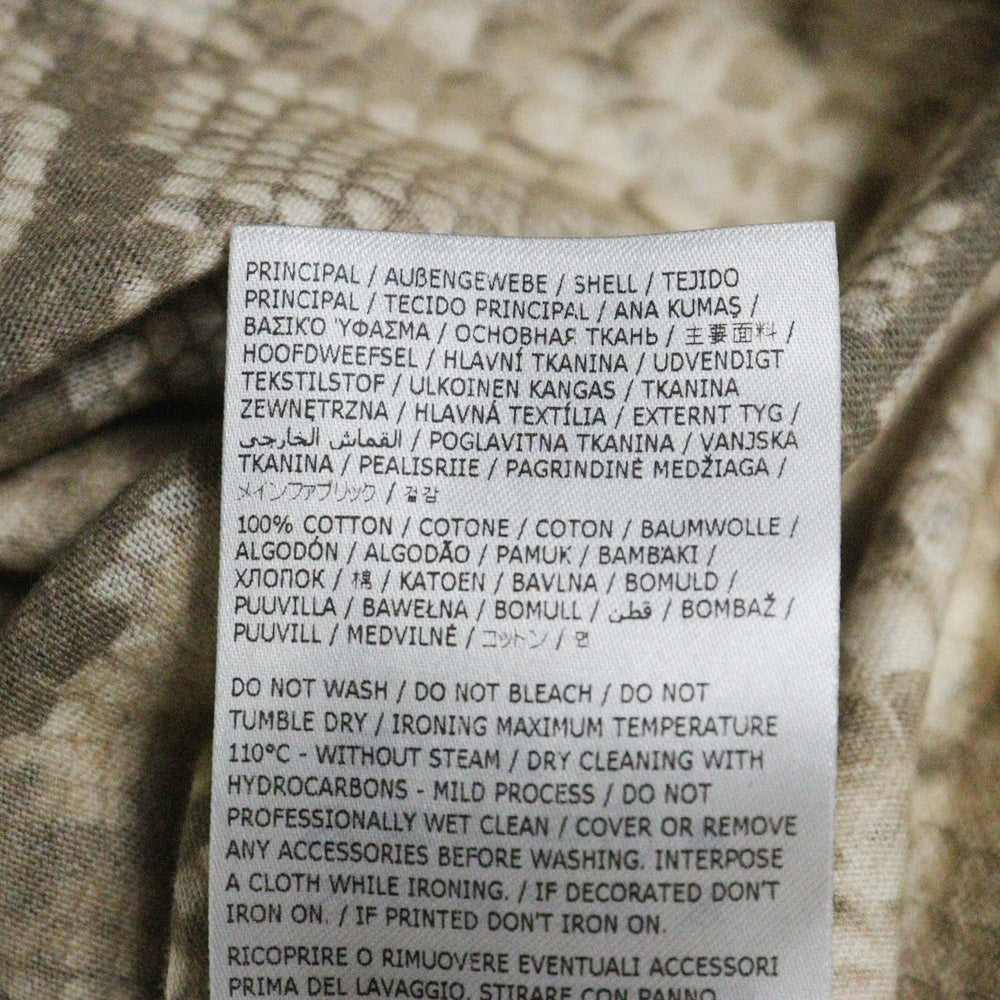 PRINCIPAL / AUßENGEWEBE / SHELL / TEJIDO
PRINCIPAL / TECIDO PRINCIPAL / ANA KUMAŞ /
ΒΑΣΙΚΌ ΎΦΑΣΜΑ / ОСНОВНАЯ ТКАНЬ / 主要面料 /
HOOFDWEEFSEL / HLAVNÍ TKANINA / UDVENDIGT
TEKSTILSTOF / ULKOINEN KANGAS / TKANINA
ZEWNĘTRZNA / HLAVNÁ TEXTÍLIA / EXTERNT TYG /
القماش الخارجي / POGLAVITNA TKANINA / VANJSKA
TKANINA / PEALISRIIE / PAGRINDINĖ MEDŽIAGA /
メインファブリック / 겉감
100% COTTON / COTONE / COTON / BAUMWOLLE /
ALGODÓN / ALGODÃO / PAMUK / ΒΑΜΒΆΚΙ /
ХЛОПОК / 棉 / KATOEN / BAVLNA / BOMULD /
PUUVILLA / BAWEŁNA / BOMULL / قطن / BOMBAŽ /
PUUVILL / MEDVILNĖ / コットン / 면
DO NOT WASH / DO NOT BLEACH / DO NOT
TUMBLE DRY / IRONING MAXIMUM TEMPERATURE
110°C - WITHOUT STEAM / DRY CLEANING WITH
HYDROCARBONS - MILD PROCESS / DO NOT
PROFESSIONALLY WET CLEAN / COVER OR REMOVE
ANY ACCESSORIES BEFORE WASHING. INTERPOSE
A CLOTH WHILE IRONING. / IF DECORATED DON'T
IRON ON. / IF PRINTED DON'T IRON ON.
RICOPRIRE O RIMUOVERE EVENTUALI ACCESSORI
PRIMA DEL LAVAGGIO. STIRARE CON PANNO